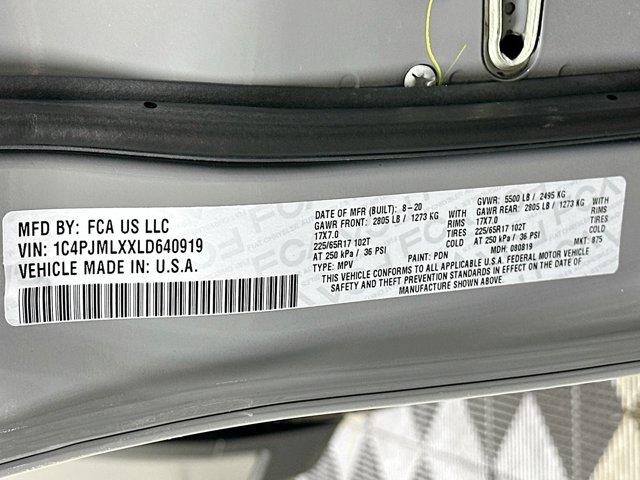 MFD BY: FCA US LLC
VIN: 1C4PJMLXXLD640919
VEHICLE MADE IN: U.S.A.
DATE OF MFR (BUILT): 8-20 GVWR: 5500 LB / 2495 KG
GAWR FRONT: 2805 LB / 1273 KG WITH GAWR REAR: 2805 LB / 1273 KG WITH
17X7.0 RIMS 17X7.0 RIMS
225/65R17 102T TIRES 225/65R17 102T TIRES
AT 250 kPa / 36 PSI COLD AT 250 kPa / 36 PSI COLD
TYPE: MPV PAINT: PDN MDH: 080819 MKT: 875
THIS VEHICLE CONFORMS TO ALL APPLICABLE U.S.A. FEDERAL MOTOR VEHICLE
SAFETY AND THEFT PREVENTION STANDARDS IN EFFECT ON THE DATE OF
MANUFACTURE SHOWN ABOVE.